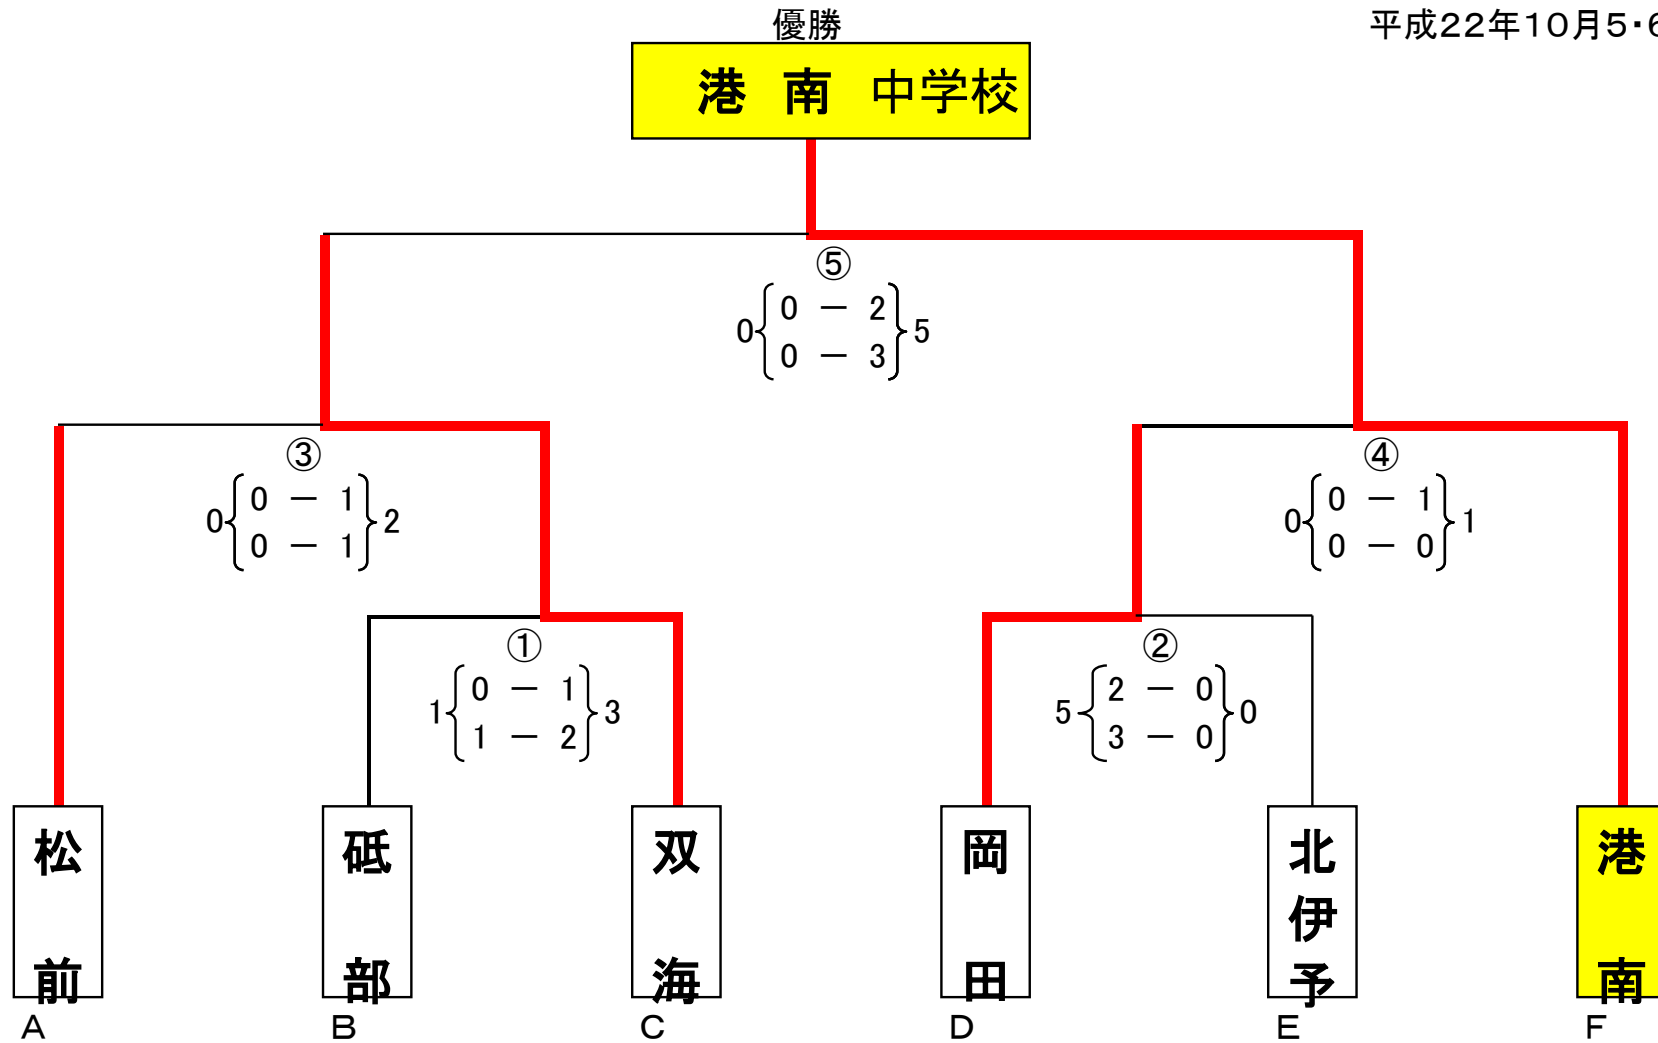 優勝
平成22年10月5・6
港南中学校
⑤
0{0 － 2}5
0 － 3
③
0{0 － 1}2
0 － 1
④
0{0 － 1}1
0 － 0
①
1{0 － 1}3
1 － 2
②
5{2 － 0}0
3 － 0
松前
砥部
双海
岡田
北伊予
港南
A
B
C
D
E
F